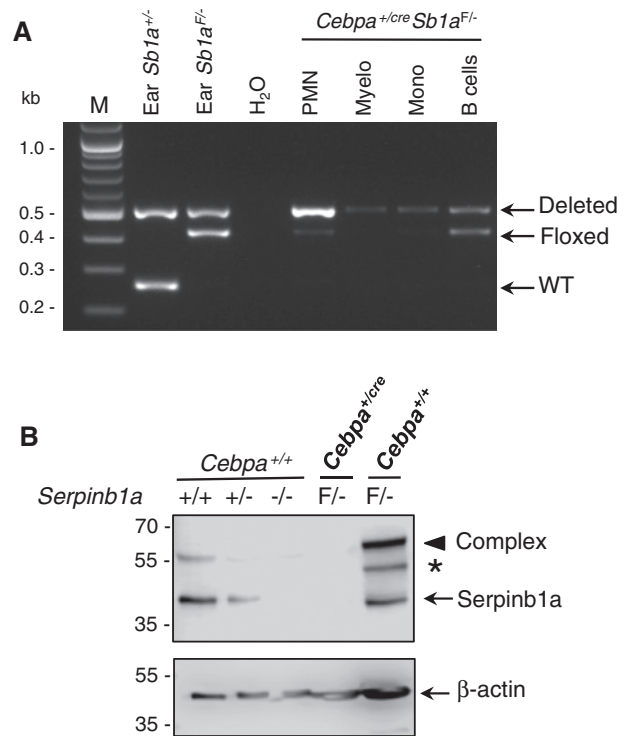 A
kb
M
Ear Sb1a+/-
Ear Sb1aF/-
H2O
Cebpa+/cre Sb1aF/-
PMN
Myelo
Mono
B cells
1.0 -
0.5 -
0.4 -
0.3 -
0.2 -
Deleted
Floxed
WT
B
Cebpa+/+
Cebpa+/cre
Cebpa+/+
Serpinb1a
+/+ +/- -/- F/- F/-
70 -
55 -
35 -
Complex
*
Serpinb1a
55 -
35 -
β-actin